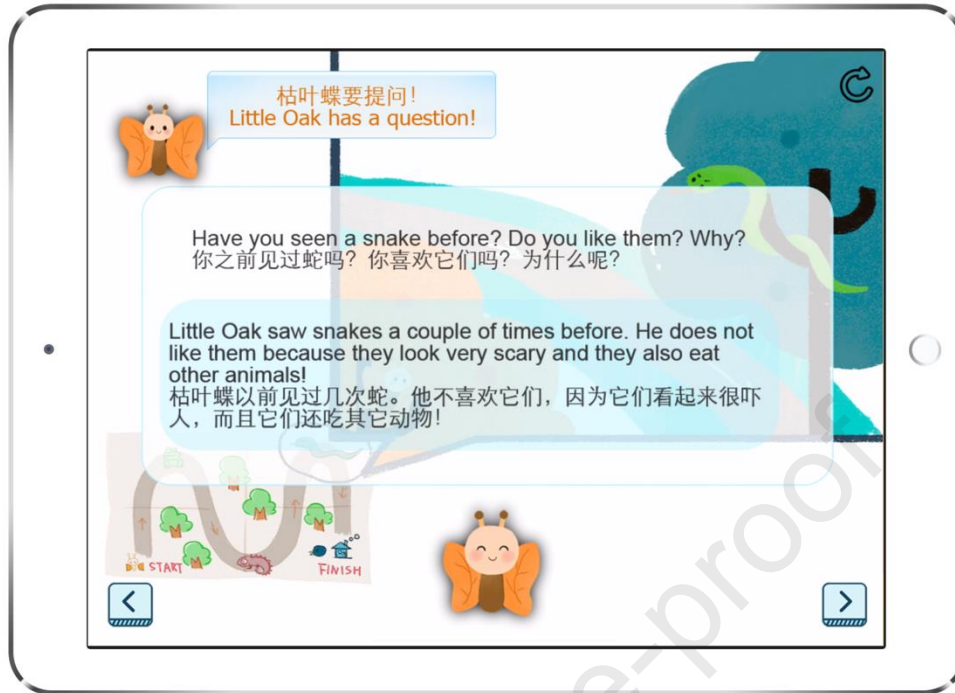 枯叶蝶要提问！
Little Oak has a question!
Have you seen a snake before? Do you like them? Why?
你之前见过蛇吗？你喜欢它们吗？为什么呢？
Little Oak saw snakes a couple of times before. He does not
like them because they look very scary and they also eat
other animals!
枯叶蝶以前见过几次蛇。他不喜欢它们，因为它们看起来很吓
人，而且它们还吃其它动物！
START
FINISH
e-proof